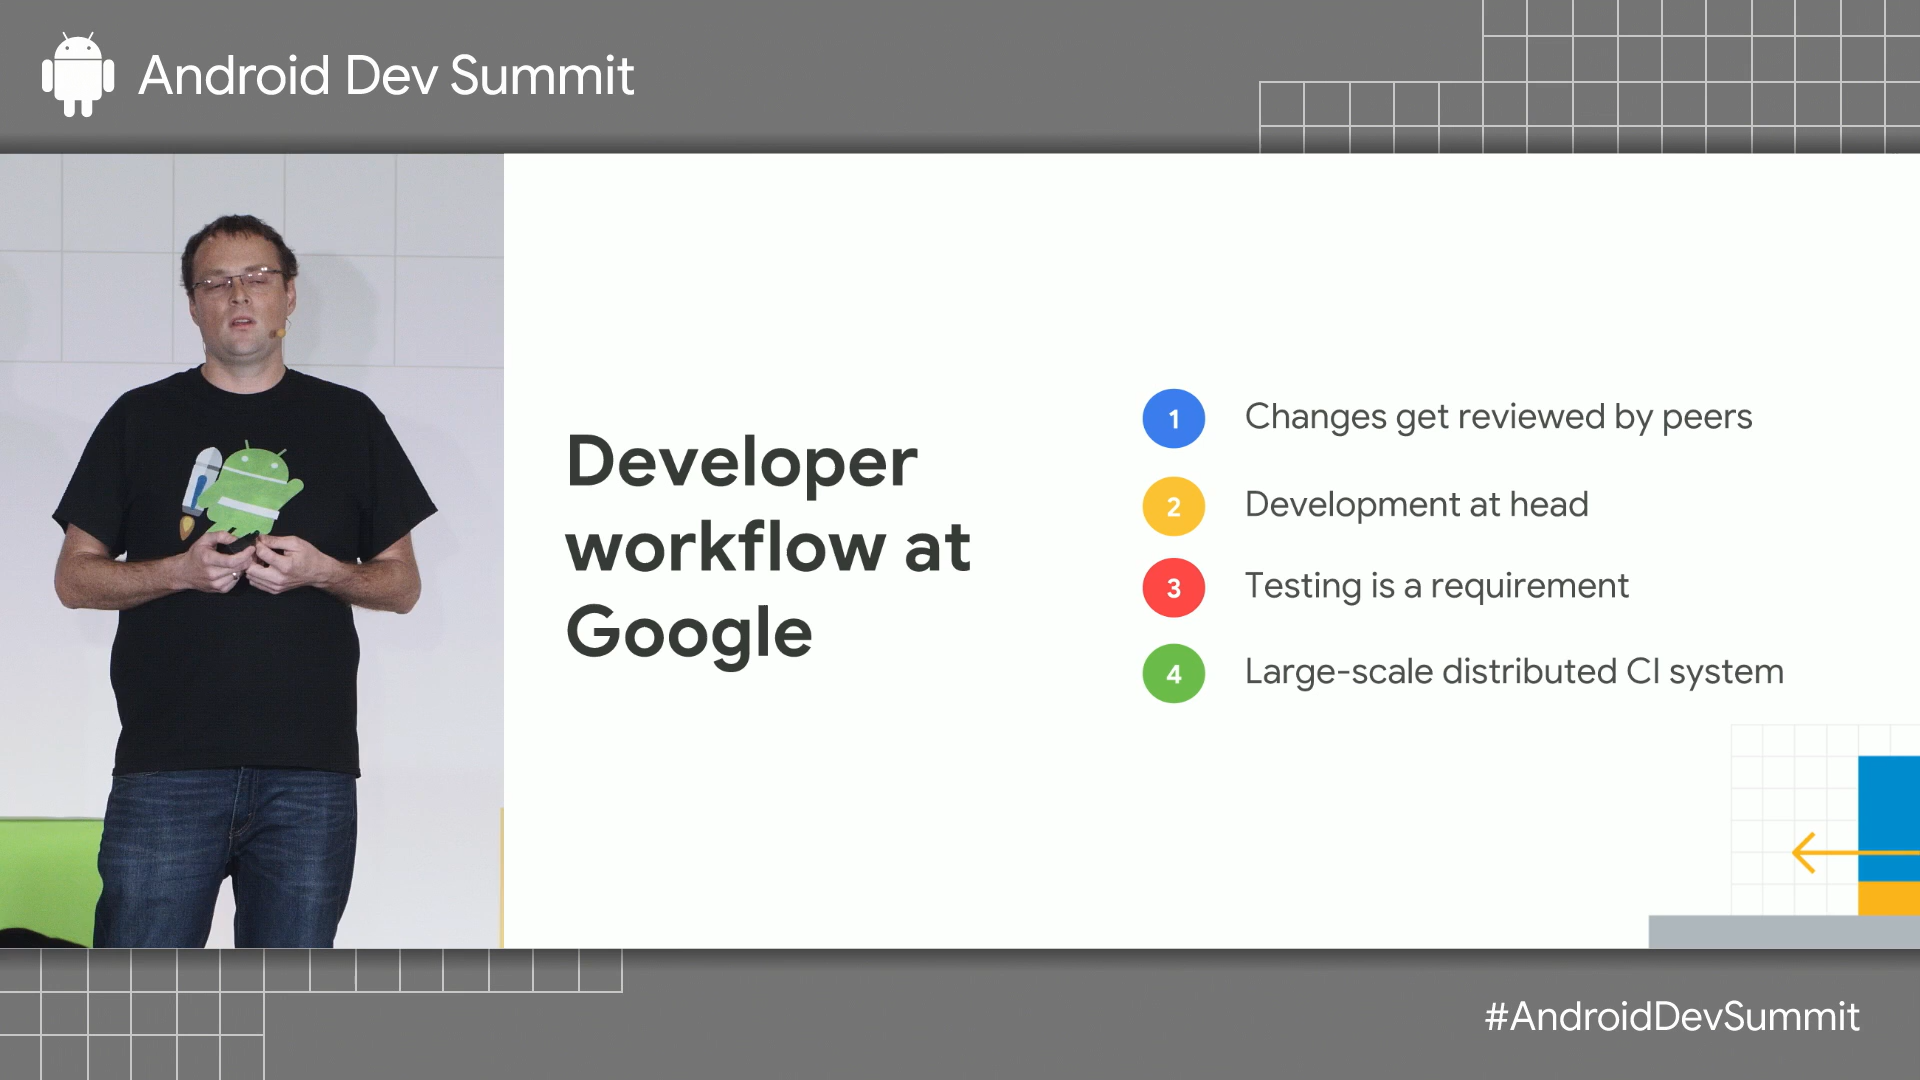 Android Dev Summit
Developer
workflow at
Google
1 Changes get reviewed by peers
2 Development at head
3 Testing is a requirement
4 Large-scale distributed CI system
#AndroidDevSummit